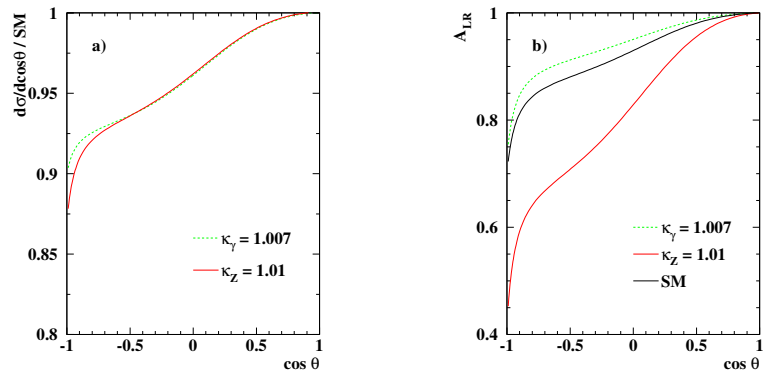 dσ/dcosθ / SM
1
0.95
0.9
0.85
0.8
a)
κγ = 1.007
κZ = 1.01
-1 -0.5 0 0.5 1
cos θ
A_LR
1
0.8
0.6
0.4
b)
κγ = 1.007
κZ = 1.01
SM
-1 -0.5 0 0.5 1
cos θ